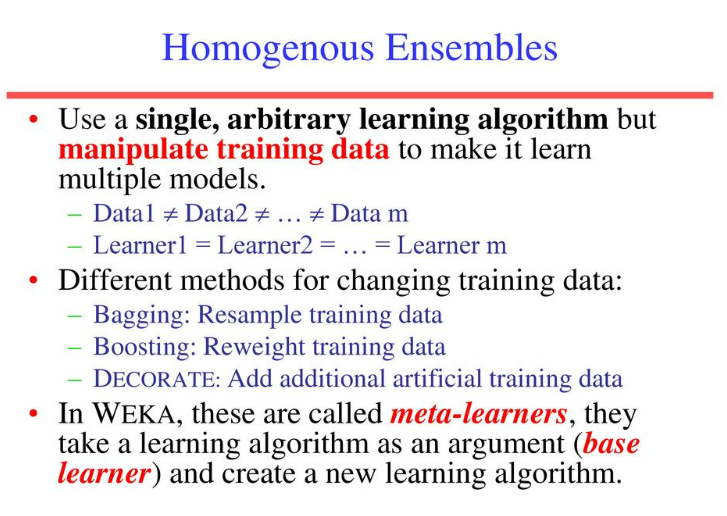 Homogenous Ensembles
• Use a single, arbitrary learning algorithm but
manipulate training data to make it learn
multiple models.
– Data1 ≠ Data2 ≠ … ≠ Data m
– Learner1 = Learner2 = … = Learner m
• Different methods for changing training data:
– Bagging: Resample training data
– Boosting: Reweight training data
– DECORATE: Add additional artificial training data
• In WEKA, these are called meta-learners, they
take a learning algorithm as an argument (base
learner) and create a new learning algorithm.